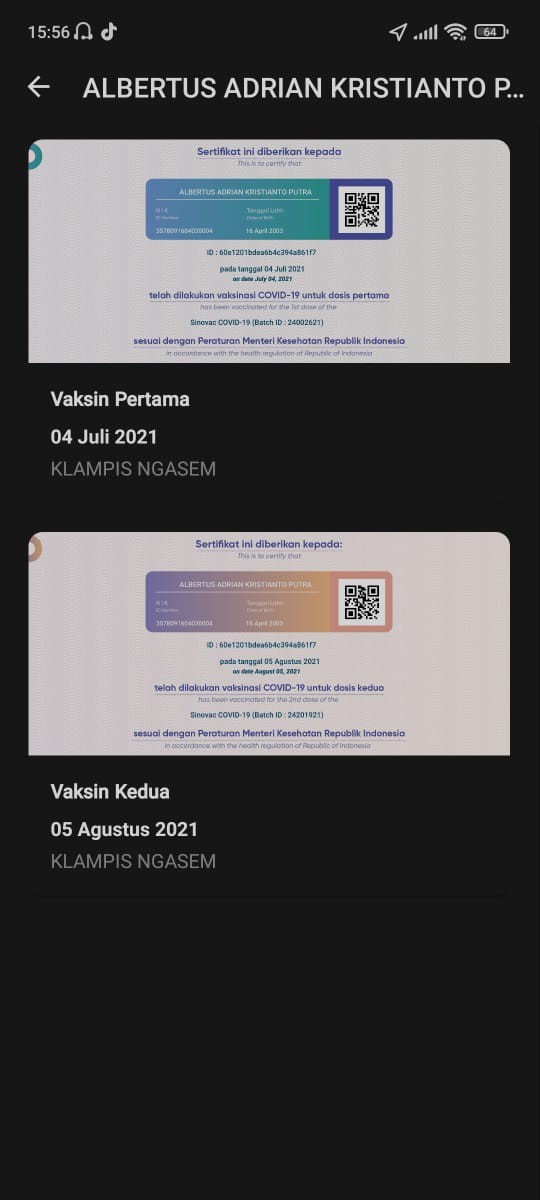 15:56
64
ALBERTUS ADRIAN KRISTIANTO P...
Sertifikat ini diberikan kepada
This is to certify that
ALBERTUS ADRIAN KRISTIANTO PUTRA
N I K
Tanggal Lahir
ID Number
Date of Birth
3578091604030004
16 April 2003
ID : 60e1201bdea6b4c394a861f7
pada tanggal 04 Juli 2021
on date July 04, 2021
telah dilakukan vaksinasi COVID-19 untuk dosis pertama
has been vaccinated for the 1st dose of the
Sinovac COVID-19 (Batch ID : 24002621)
sesuai dengan Peraturan Menteri Kesehatan Republik Indonesia
in accordance with the health regulation of Republic of Indonesia
Vaksin Pertama
04 Juli 2021
KLAMPIS NGASEM
Sertifikat ini diberikan kepada:
This is to certify that
ALBERTUS ADRIAN KRISTIANTO PUTRA
N I K
Tanggal Lahir
ID Number
Date of Birth
3578091604030004
16 April 2003
ID : 60e1201bdea6b4c394a861f7
pada tanggal 05 Agustus 2021
on date August 05, 2021
telah dilakukan vaksinasi COVID-19 untuk dosis kedua
has been vaccinated for the 2nd dose of the
Sinovac COVID-19 (Batch ID : 24201921)
sesuai dengan Peraturan Menteri Kesehatan Republik Indonesia
in accordance with the health regulation of Republic of Indonesia
Vaksin Kedua
05 Agustus 2021
KLAMPIS NGASEM